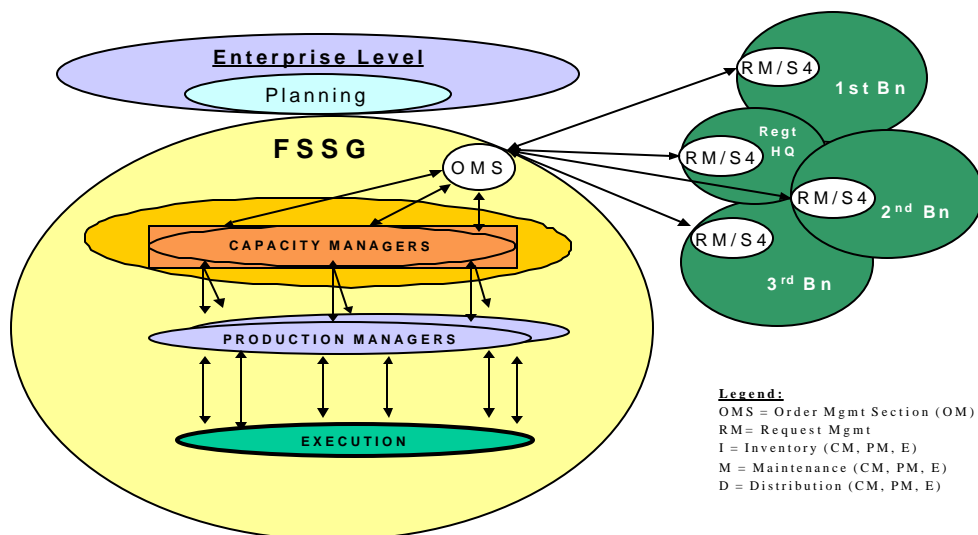 Enterprise Level
Planning
FSSG
OMS
CAPACITY MANAGERS
PRODUCTION MANAGERS
EXECUTION
RM/S4
1st Bn
Regt
HQ
RM/S4
RM/S4
2nd Bn
RM/S4
3rd Bn
Legend:
OMS = Order Mgmt Section (OM)
RM= Request Mgmt
I = Inventory (CM, PM, E)
M = Maintenance (CM, PM, E)
D = Distribution (CM, PM, E)